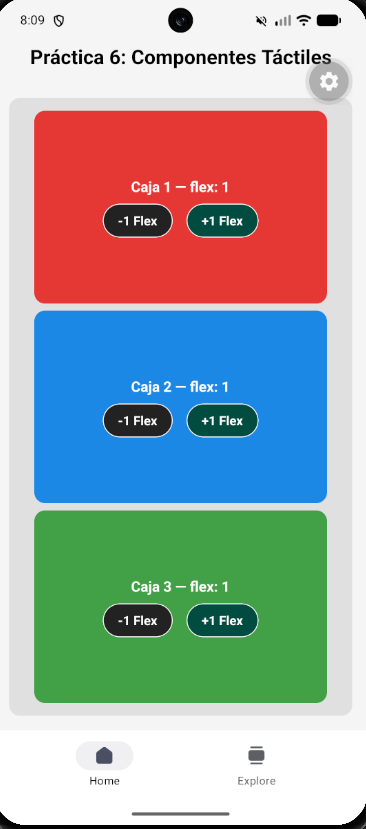 8:09
Práctica 6: Componentes Táctiles
Caja 1 — flex: 1
-1 Flex +1 Flex
Caja 2 — flex: 1
-1 Flex +1 Flex
Caja 3 — flex: 1
-1 Flex +1 Flex
Home Explore